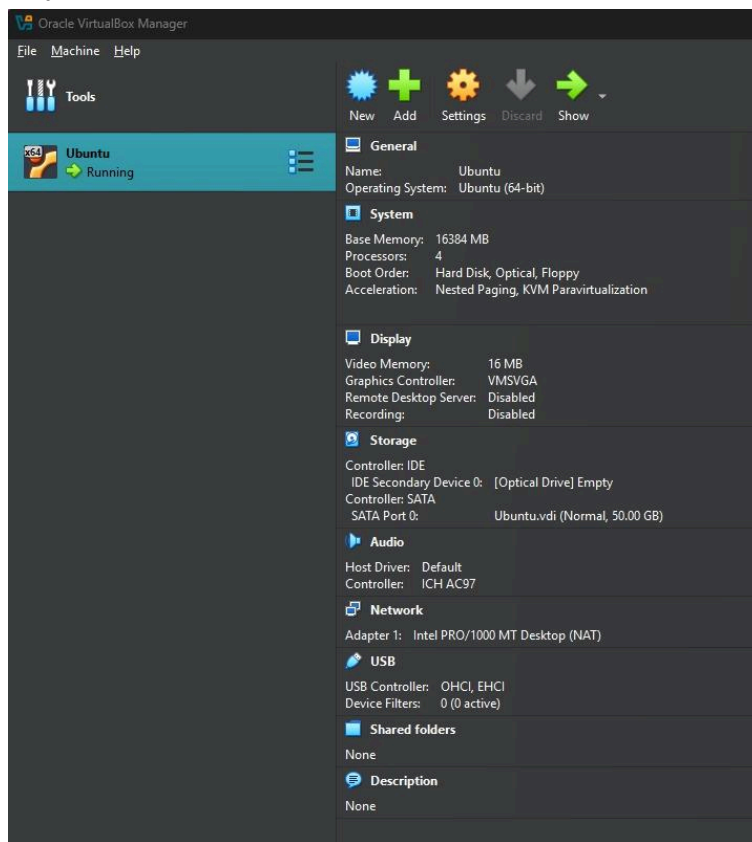 Oracle VirtualBox Manager
File Machine Help
Tools
New Add Settings Discard Show
x64
Ubuntu
Running
General
Name: Ubuntu
Operating System: Ubuntu (64-bit)
System
Base Memory: 16384 MB
Processors: 4
Boot Order: Hard Disk, Optical, Floppy
Acceleration: Nested Paging, KVM Paravirtualization
Display
Video Memory: 16 MB
Graphics Controller: VMSVGA
Remote Desktop Server: Disabled
Recording: Disabled
Storage
Controller: IDE
IDE Secondary Device 0: [Optical Drive] Empty
Controller: SATA
SATA Port 0: Ubuntu.vdi (Normal, 50.00 GB)
Audio
Host Driver: Default
Controller: ICH AC97
Network
Adapter 1: Intel PRO/1000 MT Desktop (NAT)
USB
USB Controller: OHCI, EHCI
Device Filters: 0 (0 active)
Shared folders
None
Description
None